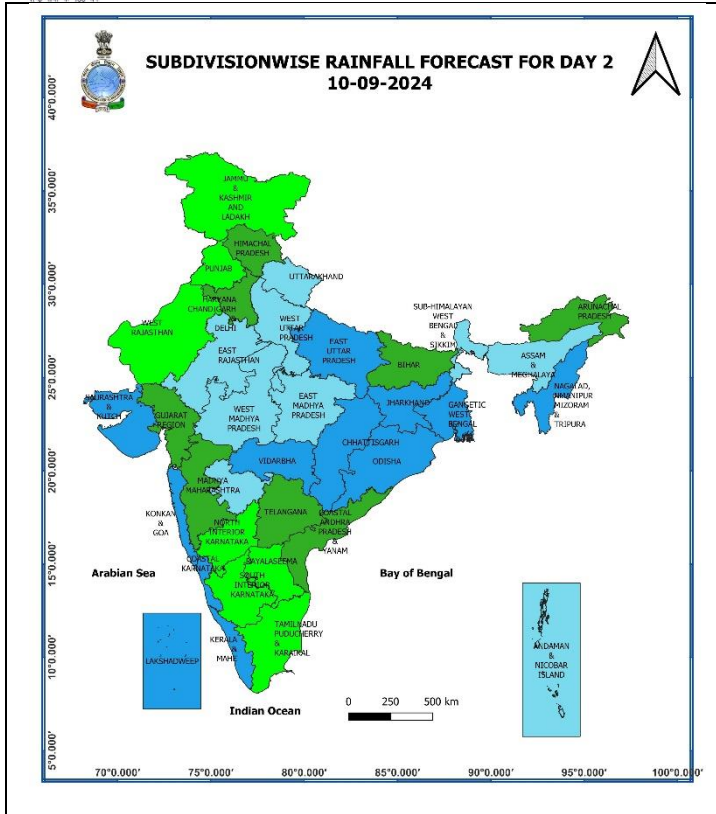 SUBDIVISIONWISE RAINFALL FORECAST FOR DAY 2
10-09-2024
40°0.000'
35°0.000'
30°0.000'
25°0.000'
20°0.000'
15°0.000'
10°0.000'
5°0.000'
JAMMU
&
KASHMIR
AND
LADAKH
HIMACHAL
PRADESH
PUNJAB
UTTARAKHAND
HARYANA
CHANDIGARH
DELHI
WEST
RAJASTHAN
WEST
UTTAR
PRADESH
EAST
RAJASTHAN
EAST
UTTAR
PRADESH
SUB-HIMALAYAN
WEST
BENGAL
&
SIKKIM
ARUNACHAL
PRADESH
ASSAM
&
MEGHALAYA
BIHAR
NAGALAD,
MANIPUR
MIZORAM
&
TRIPURA
SAURASHTRA
&
KUTCH
GUJARAT
REGION
WEST
MADHYA
PRADESH
EAST
MADHYA
PRADESH
JHARKHAND
GANGETIC
WEST
BENGAL
CHHATTISGARH
ODISHA
VIDARBHA
MADHYA
MAHARASHTRA
KONKAN
&
GOA
TELANGANA
COASTAL
ANDHRA
PRADESH
&
YANAM
NORTH
INTERIOR
KARNATAKA
COASTAL
KARNATAKA
RAYALASEEMA
SOUTH
INTERIOR
KARNATAKA
Arabian Sea
Bay of Bengal
TAMILNADU
PUDUCHERRY
&
KARAIKAL
KERALA
&
MAHE
LAKSHADWEEP
ANDAMAN
&
NICOBAR
ISLAND
Indian Ocean
0 250 500 km
70°0.000' 75°0.000' 80°0.000' 85°0.000' 90°0.000' 95°0.000' 100°0.000'